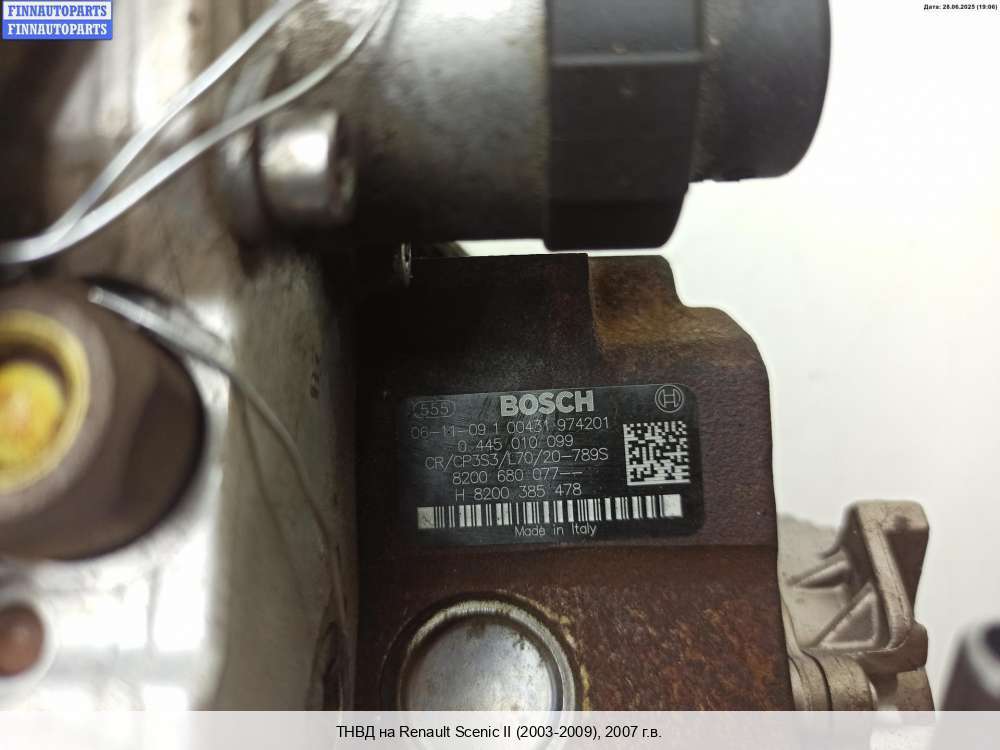 FINNAUTOPARTS
FINNAUTOPARTS
Дата: 28.06.2025 (19:06)
555 BOSCH
06-11-09 1 00431 974201
0 445 010 099
CR/CP3S3/L70/20-789S
8200 680 077--
H 8200 385 478
Made in Italy
ТНВД на Renault Scenic II (2003-2009), 2007 г.в.